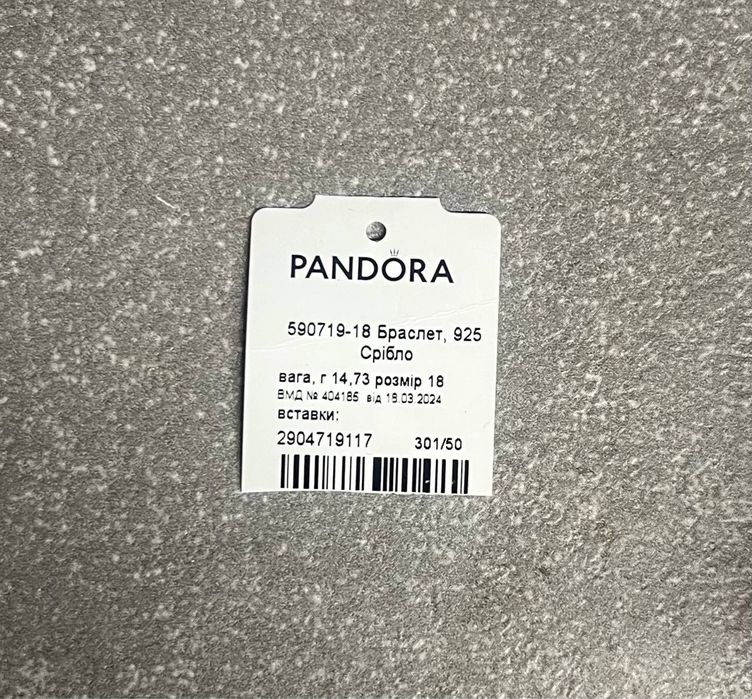 PANDORA
590719-18 Браслет, 925
Срібло
вага, г 14,73 розмір 18
ВМД № 404185 від 18.03.2024
вставки:
2904719117 301/50